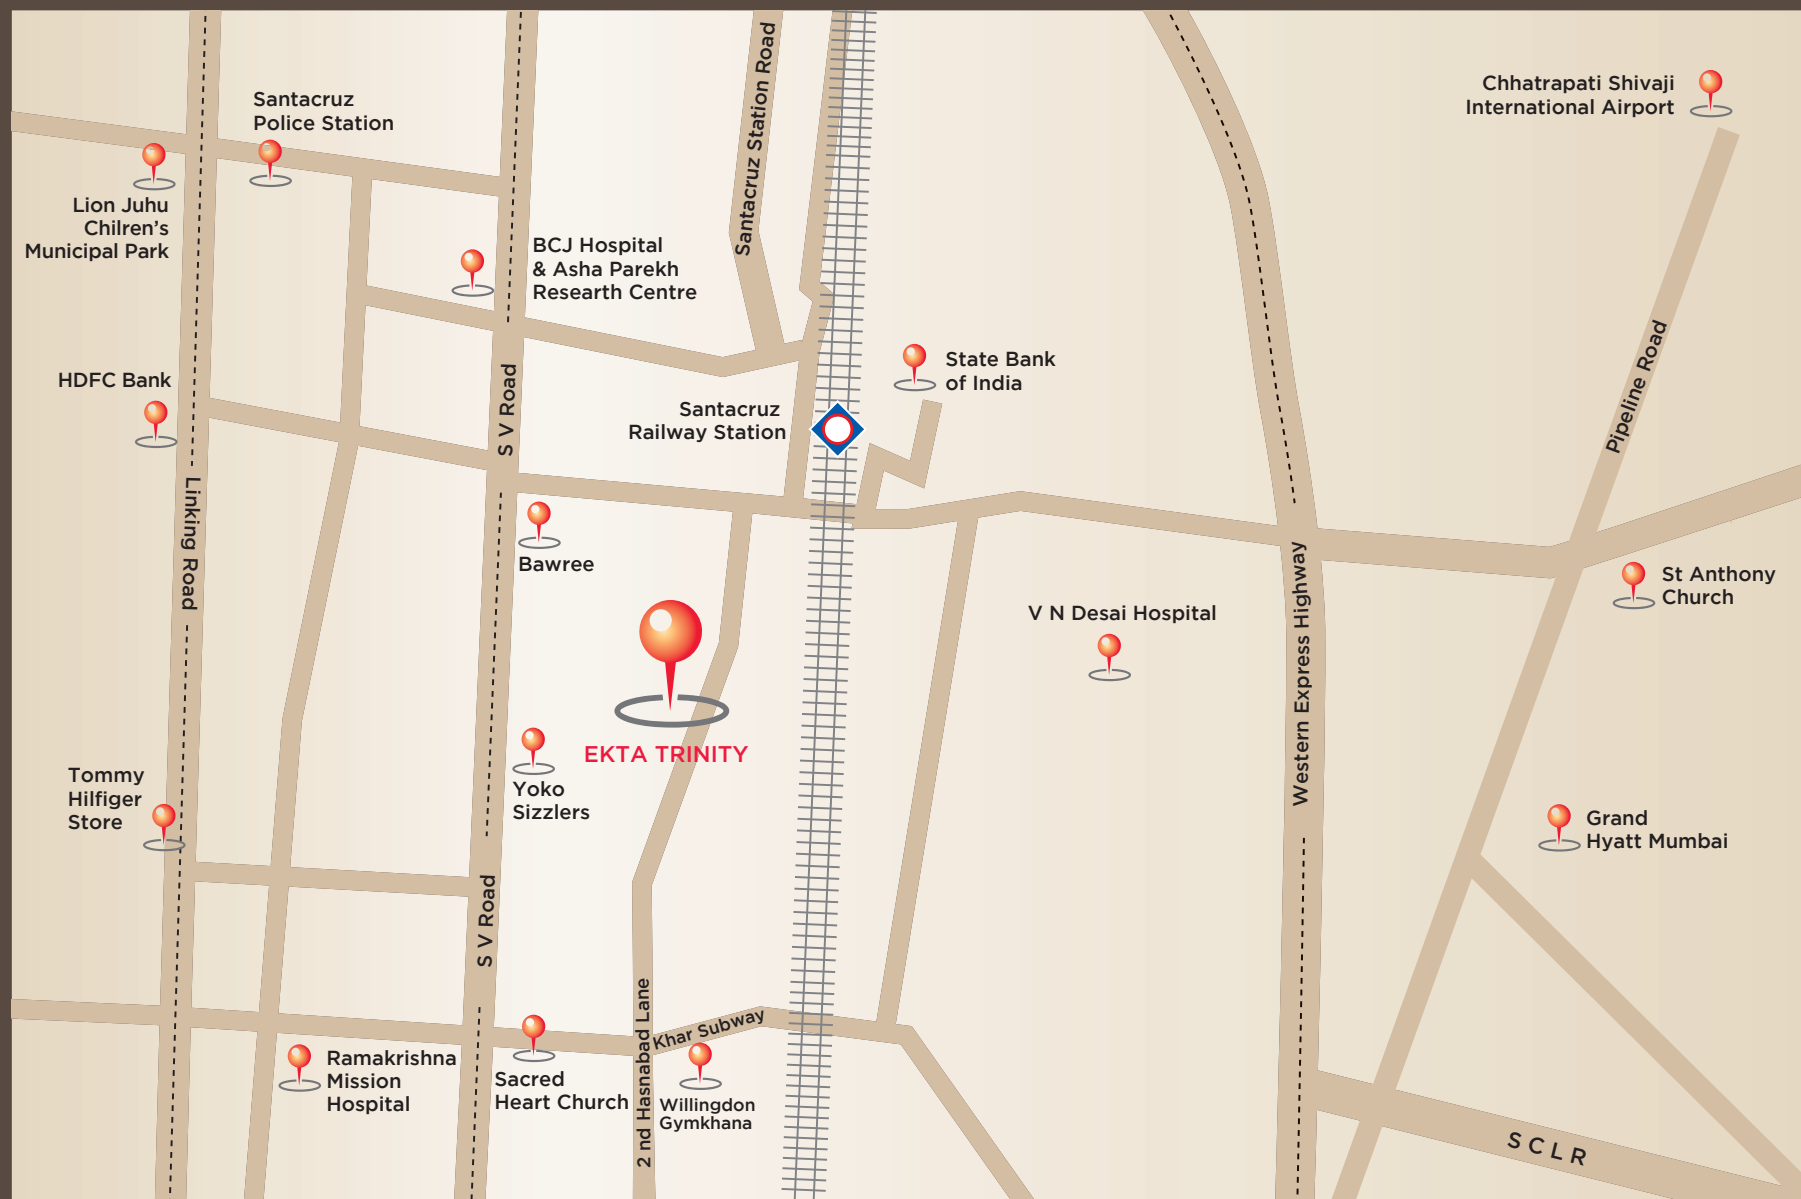 Santacruz Station Road
Chhatrapati Shivaji
International Airport
Santacruz
Police Station
Lion Juhu
Chilren's
Municipal Park
BCJ Hospital
& Asha Parekh
Researth Centre
HDFC Bank
S V Road
Santacruz
Railway Station
State Bank
of India
Pipeline Road
Linking Road
Bawree
V N Desai Hospital
Western Express Highway
St Anthony
Church
EKTA TRINITY
Yoko
Sizzlers
Tommy
Hilfiger
Store
Grand
Hyatt Mumbai
S V Road
2 nd Hasnabad Lane
Khar Subway
Ramakrishna
Mission
Hospital
Sacred
Heart Church
Willingdon
Gymkhana
SCLR